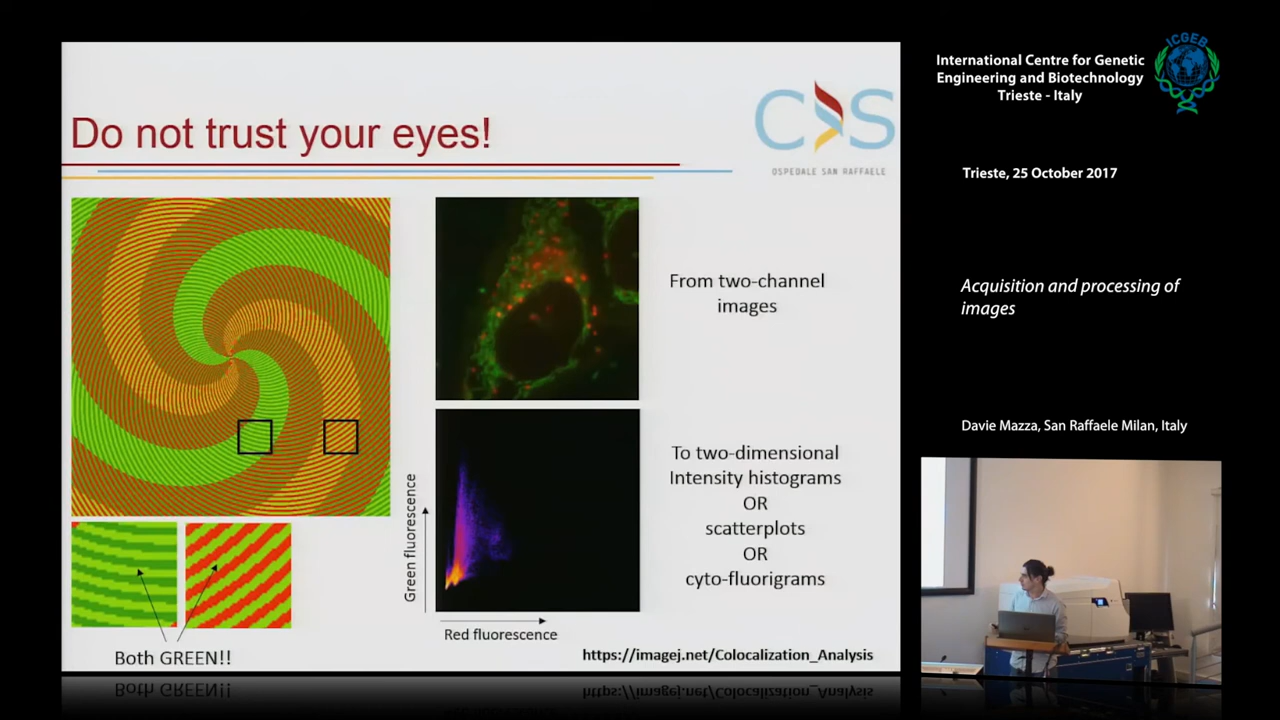 Do not trust your eyes!
OSPEDALE SAN RAFFAELE
From two-channel
images
To two-dimensional
Intensity histograms
OR
scatterplots
OR
cyto-fluorigrams
Green fluorescence
Red fluorescence
Both GREEN!!
https://imagej.net/Colocalization_Analysis
International Centre for Genetic
Engineering and Biotechnology
Trieste - Italy
ICGEB
Trieste, 25 October 2017
Acquisition and processing of
images
Davie Mazza, San Raffaele Milan, Italy